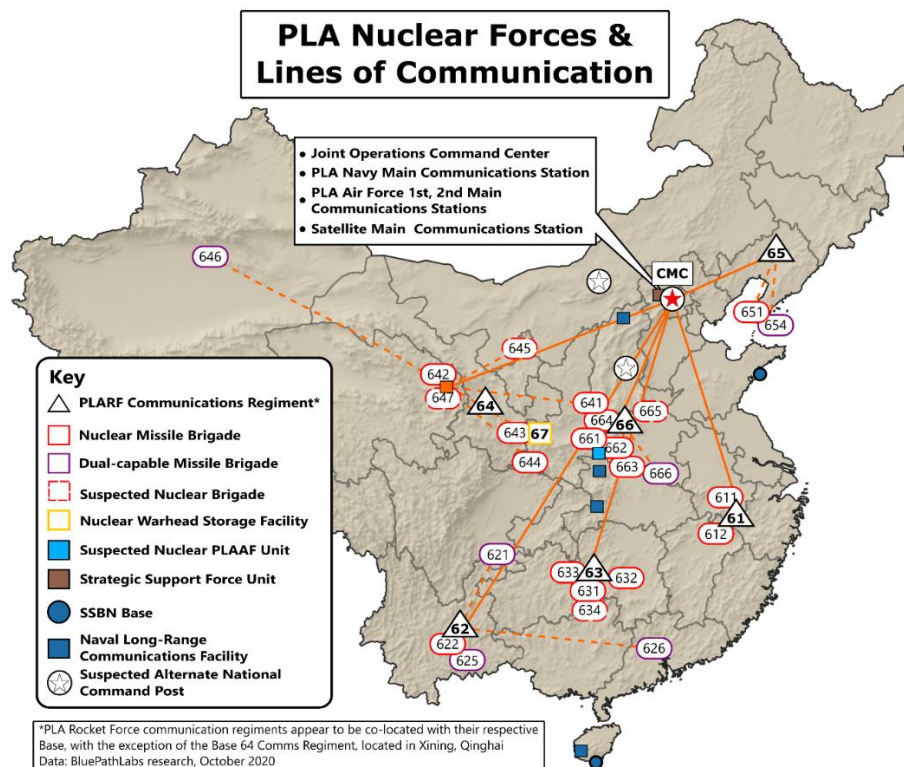 PLA Nuclear Forces &
Lines of Communication
• Joint Operations Command Center
• PLA Navy Main Communications Station
• PLA Air Force 1st, 2nd Main
Communications Stations
• Satellite Main Communications Station
CMC
65
646
651
654
645
642
647
64
641
664
66
665
643
67
661
662
644
663
666
611
61
612
621
633
63
632
631
634
62
622
625
626
Key
PLARF Communications Regiment*
Nuclear Missile Brigade
Dual-capable Missile Brigade
Suspected Nuclear Brigade
Nuclear Warhead Storage Facility
Suspected Nuclear PLAAF Unit
Strategic Support Force Unit
SSBN Base
Naval Long-Range
Communications Facility
Suspected Alternate National
Command Post
*PLA Rocket Force communication regiments appear to be co-located with their respective
Base, with the exception of the Base 64 Comms Regiment, located in Xining, Qinghai
Data: BluePathLabs research, October 2020